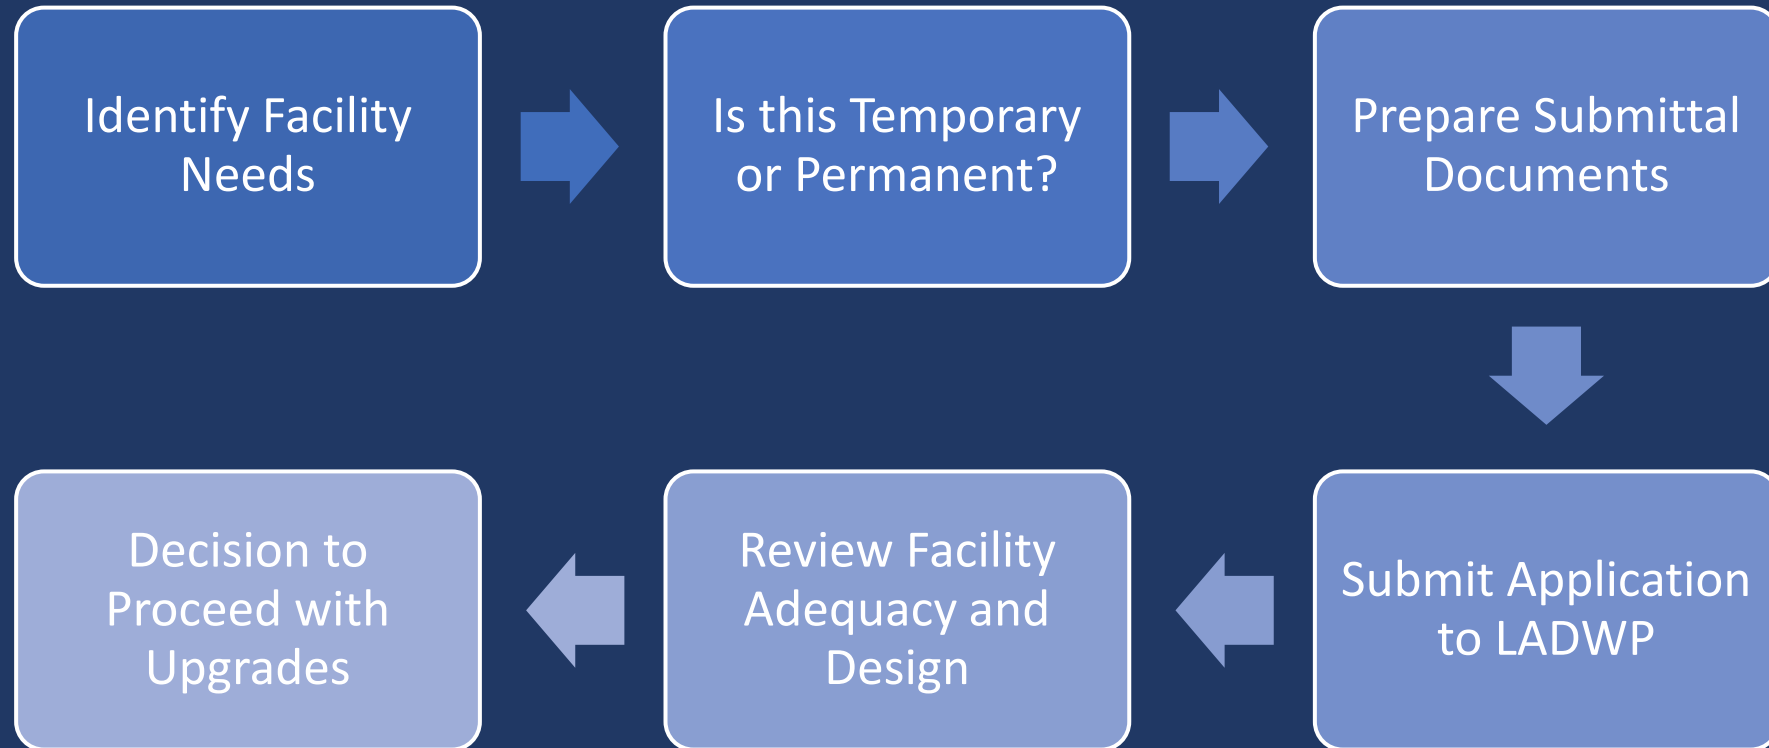 Identify Facility
Needs
Is this Temporary
or Permanent?
Prepare Submittal
Documents
Submit Application
to LADWP
Review Facility
Adequacy and
Design
Decision to
Proceed with
Upgrades